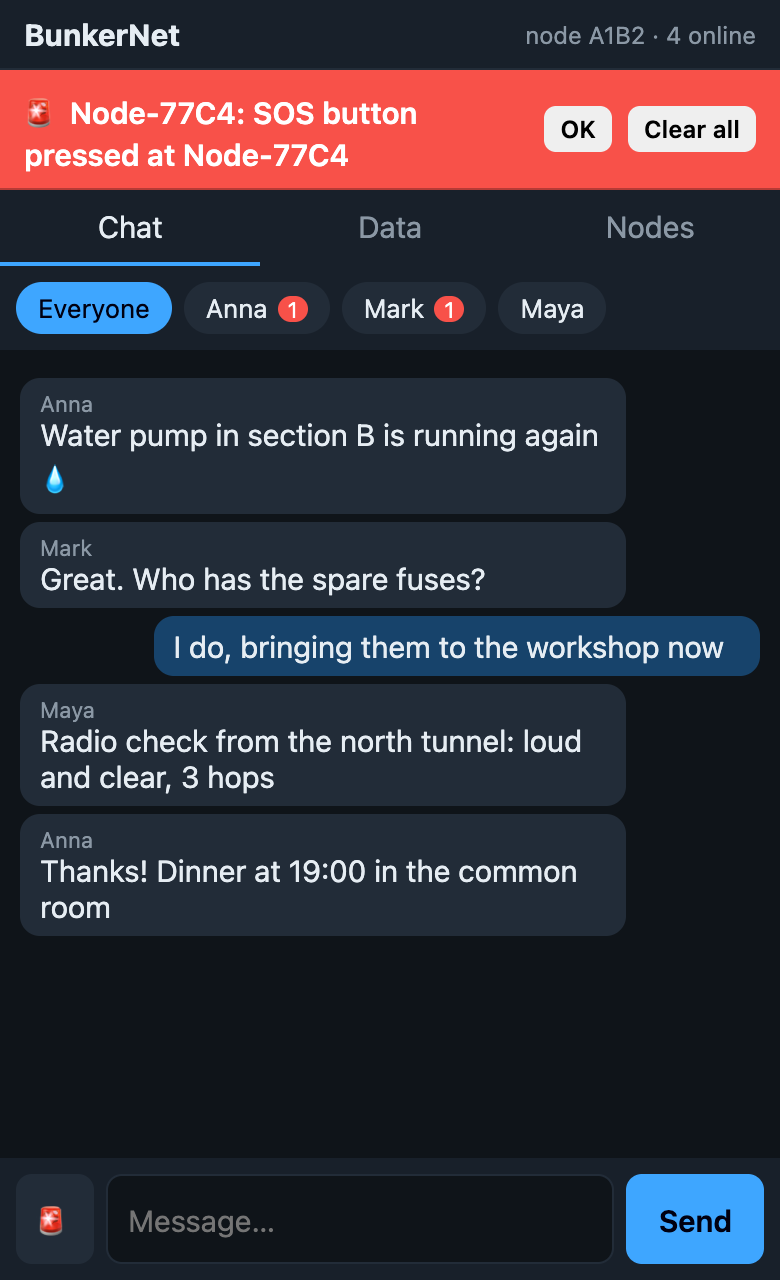 BunkerNet
node A1B2 · 4 online
🚨 Node-77C4: SOS button
pressed at Node-77C4
OK
Clear all
Chat
Data
Nodes
Everyone
Anna 1
Mark 1
Maya
Anna
Water pump in section B is running again
💧
Mark
Great. Who has the spare fuses?
I do, bringing them to the workshop now
Maya
Radio check from the north tunnel: loud
and clear, 3 hops
Anna
Thanks! Dinner at 19:00 in the common
room
🚨
Message...
Send